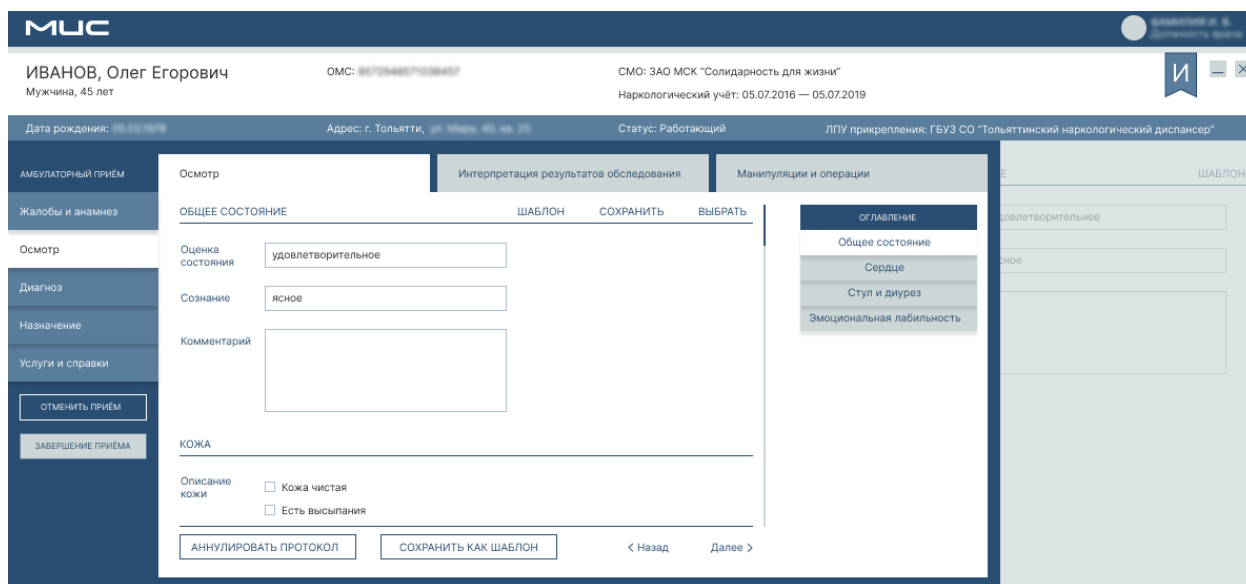 МИС
ИВАНОВ, Олег Егорович
Мужчина, 45 лет
ОМС:
СМО: ЗАО МСК "Солидарность для жизни"
Наркологический учёт: 05.07.2016 — 05.07.2019
И
Дата рождения:
Адрес: г. Тольятти,
Статус: Работающий
ЛПУ прикрепления: ГБУЗ СО "Тольяттинский наркологический диспансер"
АМБУЛАТОРНЫЙ ПРИЁМ
Жалобы и анамнез
Осмотр
Диагноз
Назначение
Услуги и справки
ОТМЕНИТЬ ПРИЁМ
ЗАВЕРШЕНИЕ ПРИЁМА
Осмотр
Интерпретация результатов обследования
Манипуляции и операции
ОБЩЕЕ СОСТОЯНИЕ
ШАБЛОН
СОХРАНИТЬ
ВЫБРАТЬ
Оценка
состояния
удовлетворительное
Сознание
ясное
Комментарий
КОЖА
Описание
кожи
Кожа чистая
Есть высыпания
АННУЛИРОВАТЬ ПРОТОКОЛ
СОХРАНИТЬ КАК ШАБЛОН
< Назад
Далее >
ОГЛАВЛЕНИЕ
Общее состояние
Сердце
Стул и диурез
Эмоциональная лабильность
Е
ШАБЛОН
довлетворительное
сное